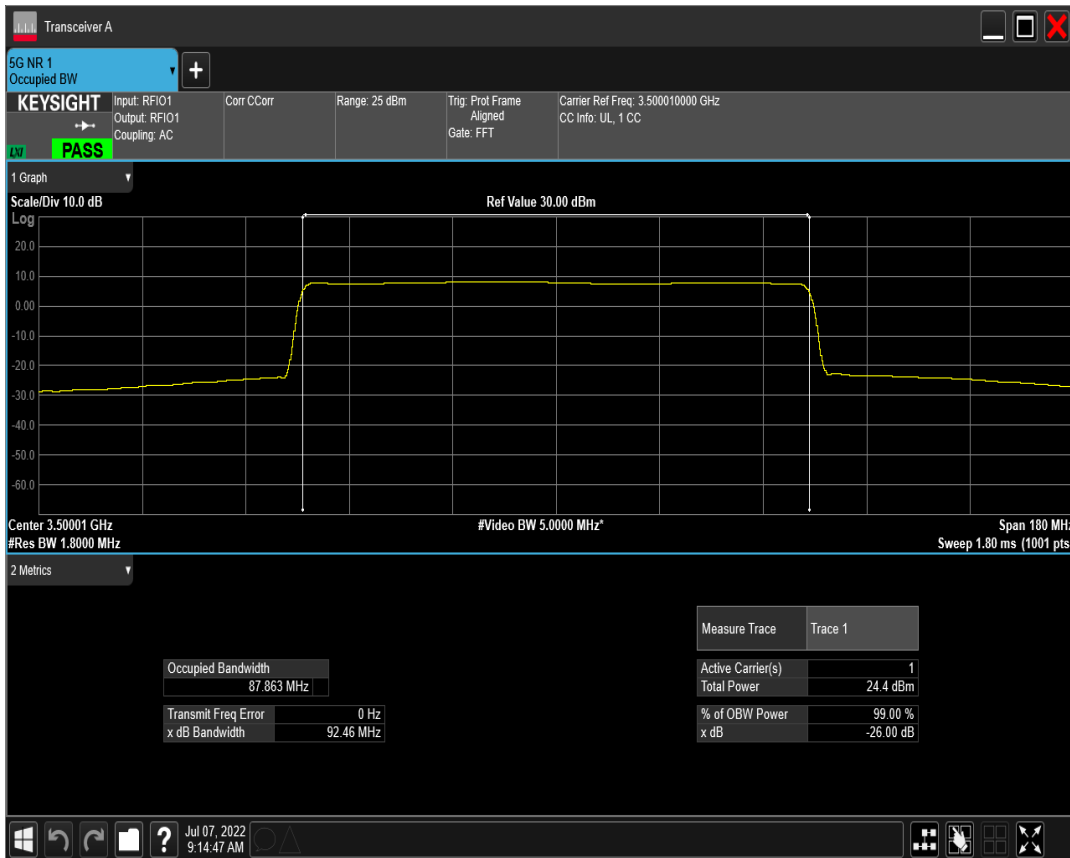 Transceiver A
5G NR 1
Occupied BW
+
KEYSIGHT
LXI
PASS
Input: RFIO1
Output: RFIO1
Coupling: AC
Corr CCorr
Range: 25 dBm
Trig: Prot Frame
Aligned
Gate: FFT
Carrier Ref Freq: 3.500010000 GHz
CC Info: UL, 1 CC
1 Graph
Scale/Div 10.0 dB
Ref Value 30.00 dBm
Log
20.0
10.0
0.00
-10.0
-20.0
-30.0
-40.0
-50.0
-60.0
Center 3.50001 GHz
#Video BW 5.0000 MHz*
Span 180 MHz
#Res BW 1.8000 MHz
Sweep 1.80 ms (1001 pts
2 Metrics
Measure Trace Trace 1
Occupied Bandwidth
87.863 MHz
Active Carrier(s) 1
Total Power 24.4 dBm
Transmit Freq Error 0 Hz
x dB Bandwidth 92.46 MHz
% of OBW Power 99.00 %
x dB -26.00 dB
?
Jul 07, 2022
9:14:47 AM